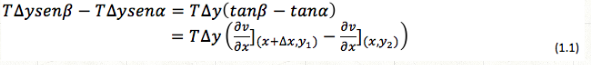 TΔysenβ − TΔysenα = TΔy(tanβ − tanα)
= TΔy (∂v/∂x](x+Δx,y₁) − ∂v/∂x](x,y₂))
(1.1)